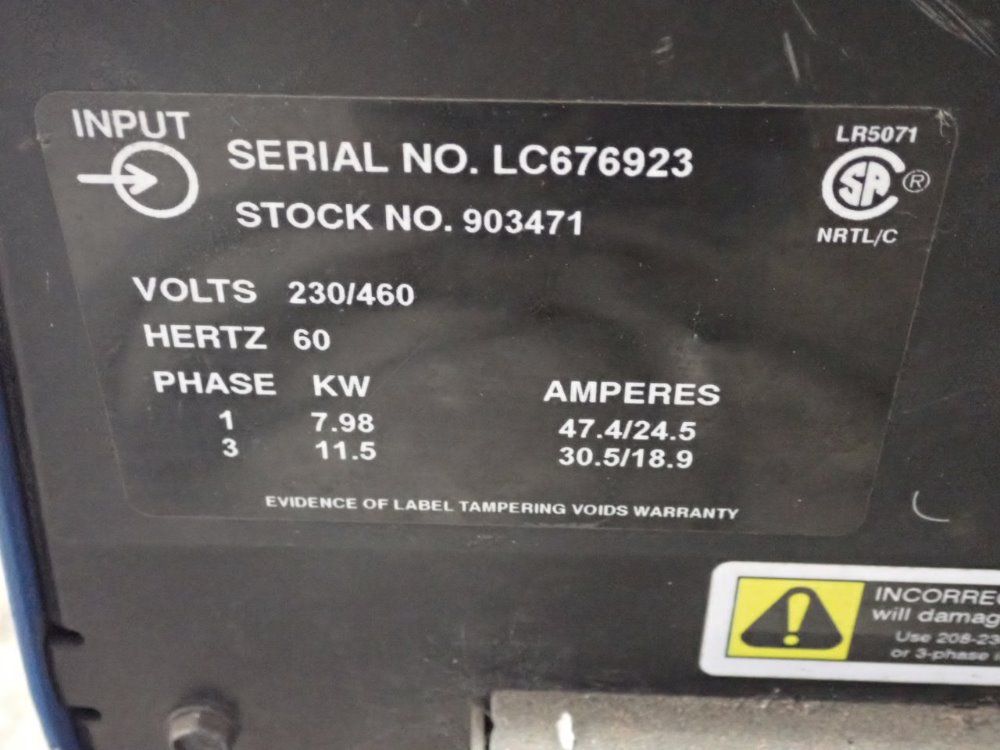 INPUT
SERIAL NO. LC676923
STOCK NO. 903471
LR5071
SA ®
NRTL/C
VOLTS 230/460
HERTZ 60
PHASE KW AMPERES
1 7.98 47.4/24.5
3 11.5 30.5/18.9
EVIDENCE OF LABEL TAMPERING VOIDS WARRANTY
INCORREC
will damag
Use 208-23
or 3-phase